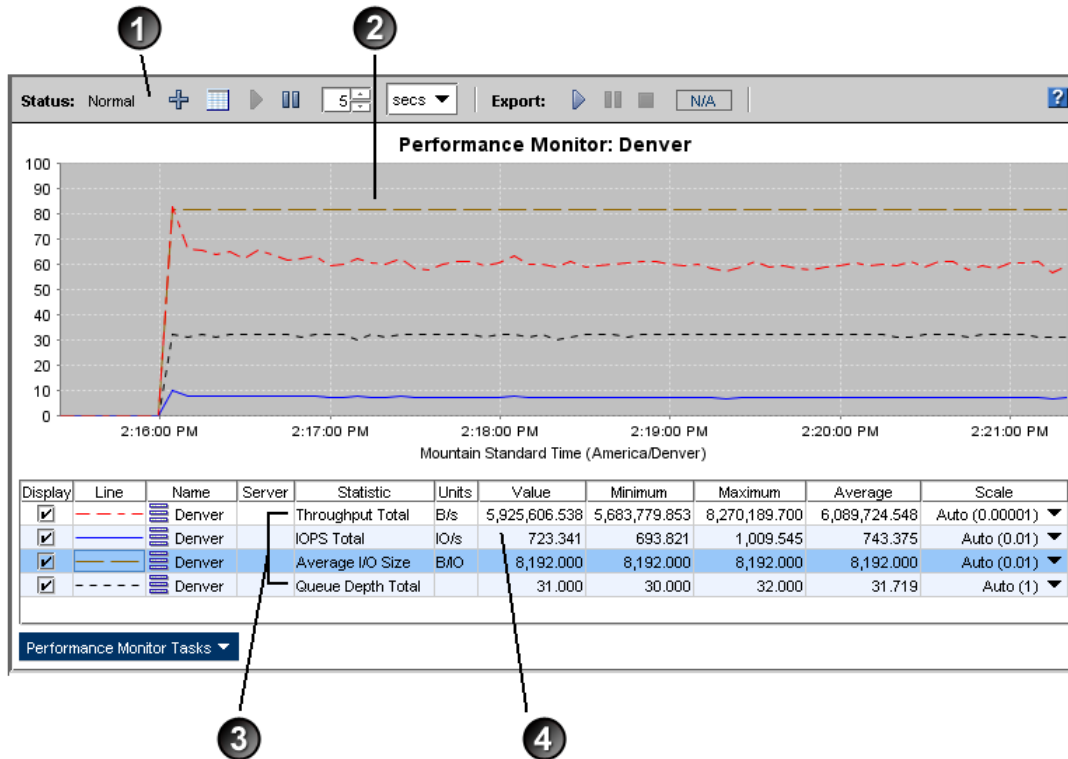 1
2
Status: Normal 5 secs Export: N/A ?
Performance Monitor: Denver
100
90
80
70
60
50
40
30
20
10
0
2:16:00 PM 2:17:00 PM 2:18:00 PM 2:19:00 PM 2:20:00 PM 2:21:00 PM
Mountain Standard Time (America/Denver)
Display Line Name Server Statistic Units Value Minimum Maximum Average Scale
Denver Throughput Total B/s 5,925,606.538 5,683,779.853 8,270,189.700 6,089,724.548 Auto (0.00001)
Denver IOPS Total IO/s 723.341 693.821 1,009.545 743.375 Auto (0.01)
Denver Average I/O Size B/IO 8,192.000 8,192.000 8,192.000 8,192.000 Auto (0.01)
Denver Queue Depth Total 31.000 30.000 32.000 31.719 Auto (1)
Performance Monitor Tasks
3
4